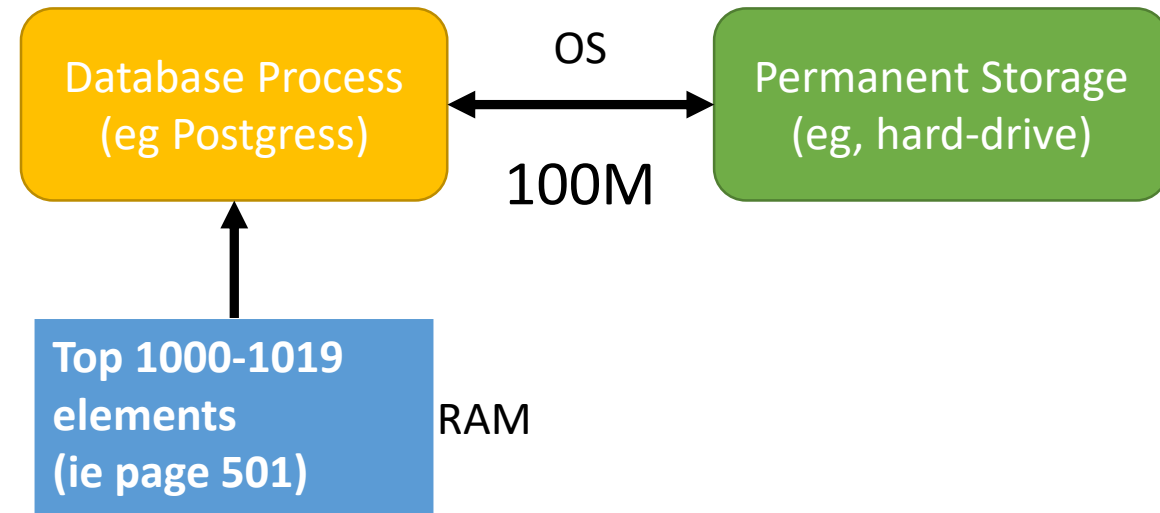 Database Process
(eg Postgress)
OS
100M
Permanent Storage
(eg, hard-drive)
Top 1000-1019
elements
(ie page 501)
RAM